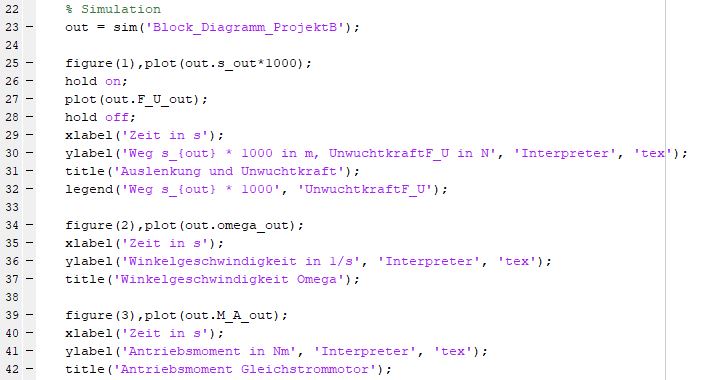 22 % Simulation
23 – out = sim('Block_Diagramm_ProjektB');
24
25 – figure(1),plot(out.s_out*1000);
26 – hold on;
27 – plot(out.F_U_out);
28 – hold off;
29 – xlabel('Zeit in s');
30 – ylabel('Weg s_{out} * 1000 in m, UnwuchtkraftF_U in N', 'Interpreter', 'tex');
31 – title('Auslenkung und Unwuchtkraft');
32 – legend('Weg s_{out} * 1000', 'UnwuchtkraftF_U');
33
34 – figure(2),plot(out.omega_out);
35 – xlabel('Zeit in s');
36 – ylabel('Winkelgeschwindigkeit in 1/s', 'Interpreter', 'tex');
37 – title('Winkelgeschwindigkeit Omega');
38
39 – figure(3),plot(out.M_A_out);
40 – xlabel('Zeit in s');
41 – ylabel('Antriebsmoment in Nm', 'Interpreter', 'tex');
42 – title('Antriebsmoment Gleichstrommotor');